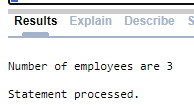 Results Explain Describe
Number of employees are 3
Statement processed.